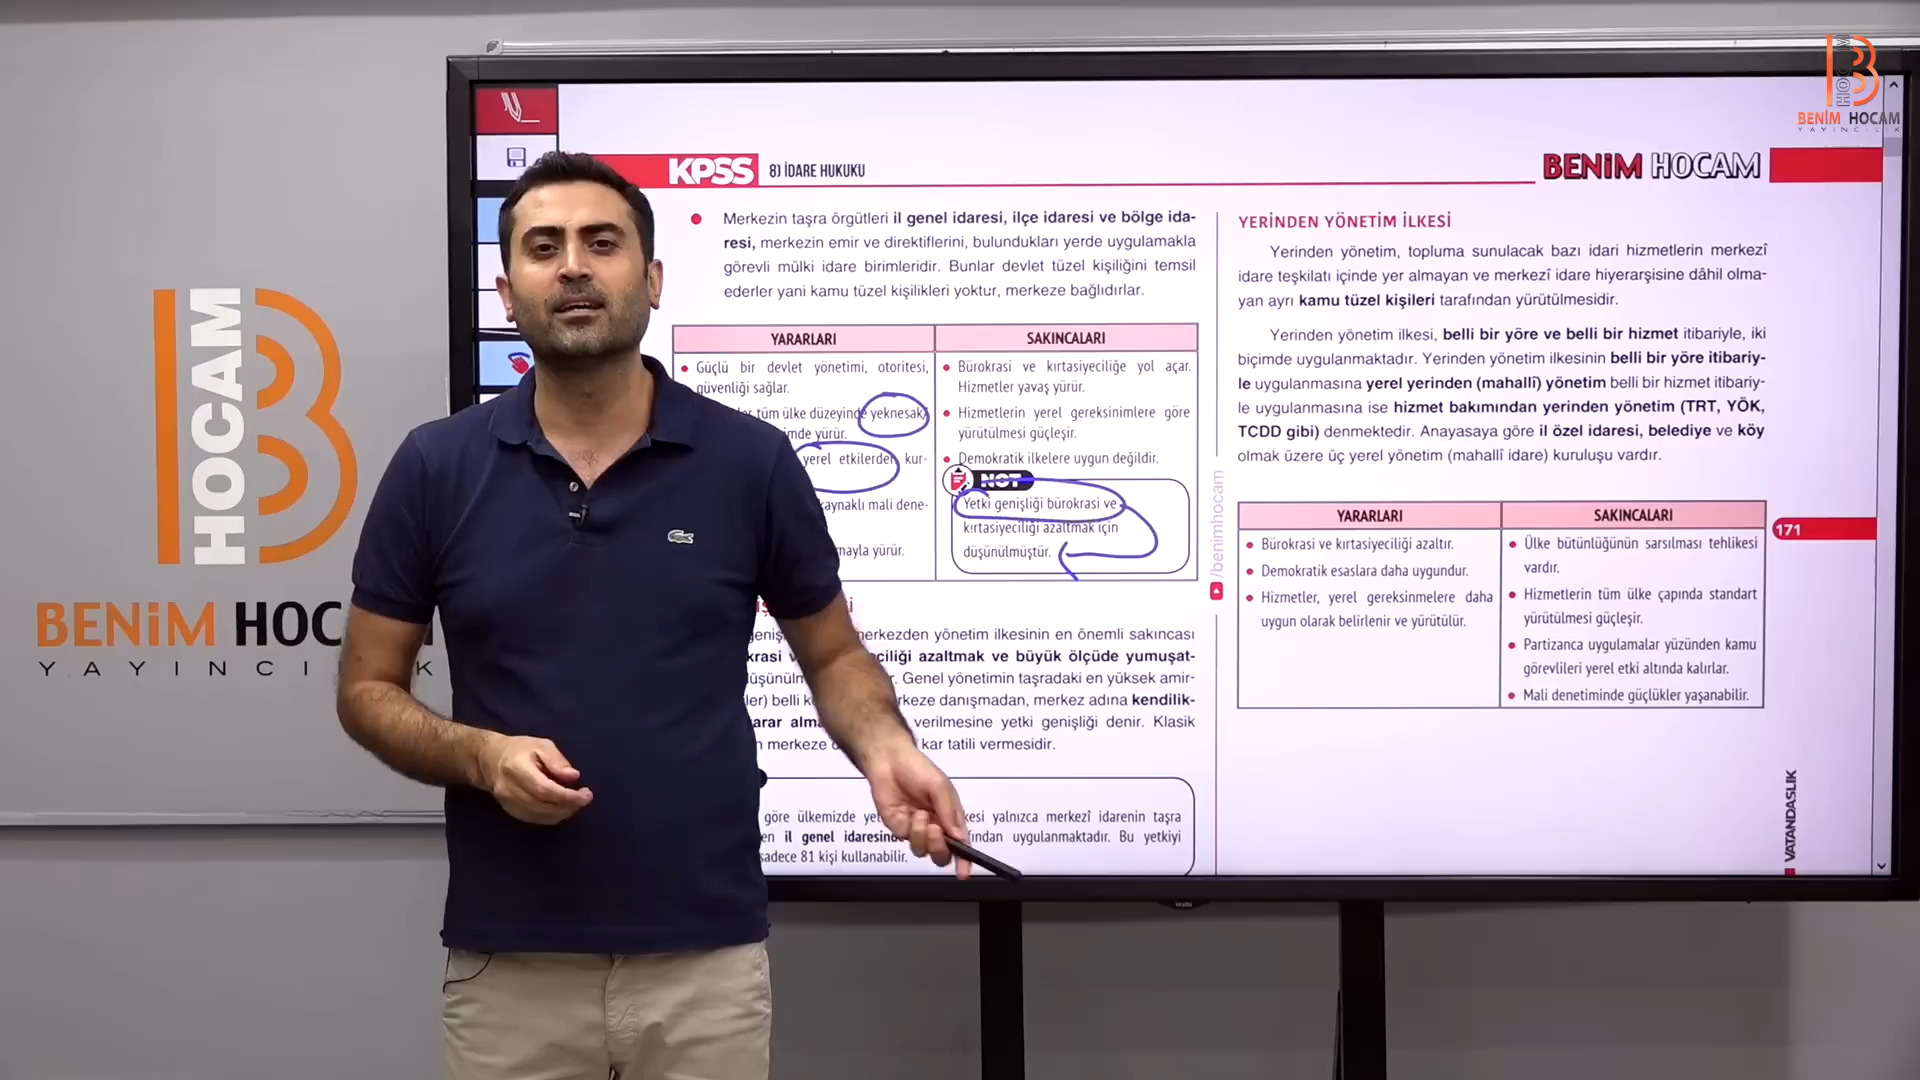 HOCAM
BENİM HOCAM
YAYINCILIK
HOCAM
BENİM HOC
YAYINCILIK
KPSS
8) İDARE HUKUKU
BENİM HOCAM
Merkezin taşra örgütleri il genel idaresi, ilçe idaresi ve bölge ida-
resi, merkezin emir ve direktiflerini, bulundukları yerde uygulamakla
görevli mülki idare birimleridir. Bunlar devlet tüzel kişiliğini temsil
ederler yani kamu tüzel kişilikleri yoktur, merkeze bağlıdırlar.
YARARLARI
Güçlü bir devlet yönetimi, otoritesi,
güvenliği sağlar.
tüm ülke düzeyinde yeknesak
yürür.
yerel etkilerden kur-
kaynaklı mali dene-
yürür.
SAKINCALARI
Bürokrasi ve kırtasiyeciliğe yol açar.
Hizmetler yavaş yürür.
Hizmetlerin yerel gereksinimlere göre
yürütülmesi güçleşir.
Demokratik ilkelere uygun değildir.
NOT
Yetki genişliği bürokrasi ve
kırtasiyeciliği azaltmak için
düşünülmüştür.
merkezden yönetim ilkesinin en önemli sakıncası
azaltmak ve büyük ölçüde yumuşat-
Genel yönetimin taşradaki en yüksek amir-
belli danışmadan, merkez adına kendilik-
verilmesine yetki genişliği denir. Klasik
merkeze kar tatili vermesidir.
göre ülkemizde yalnızca merkezî idarenin taşra
il genel idaresinde uygulanmaktadır. Bu yetkiyi
sadece 81 kişi kullanabilir.
/benimhocam
YERİNDEN YÖNETİM İLKESİ
Yerinden yönetim, topluma sunulacak bazı idari hizmetlerin merkezî
idare teşkilatı içinde yer almayan ve merkezî idare hiyerarşisine dâhil olma-
yan ayrı kamu tüzel kişileri tarafından yürütülmesidir.
Yerinden yönetim ilkesi, belli bir yöre ve belli bir hizmet itibariyle, iki
biçimde uygulanmaktadır. Yerinden yönetim ilkesinin belli bir yöre itibariy-
le uygulanmasına yerel yerinden (mahallî) yönetim belli bir hizmet itibariy-
le uygulanmasına ise hizmet bakımından yerinden yönetim (TRT, YÖK,
TCDD gibi) denmektedir. Anayasaya göre il özel idaresi, belediye ve köy
olmak üzere üç yerel yönetim (mahallî idare) kuruluşu vardır.
YARARLARI
Bürokrasi ve kırtasiyeciliği azaltır.
Demokratik esaslara daha uygundur.
Hizmetler, yerel gereksinmelere daha
uygun olarak belirlenir ve yürütülür.
SAKINCALARI
Ülke bütünlüğünün sarsılması tehlikesi
vardır.
Hizmetlerin tüm ülke çapında standart
yürütülmesi güçleşir.
Partizanca uygulamalar yüzünden kamu
görevlileri yerel etki altında kalırlar.
Mali denetiminde güçlükler yaşanabilir.
171
VATANDAŞLIK